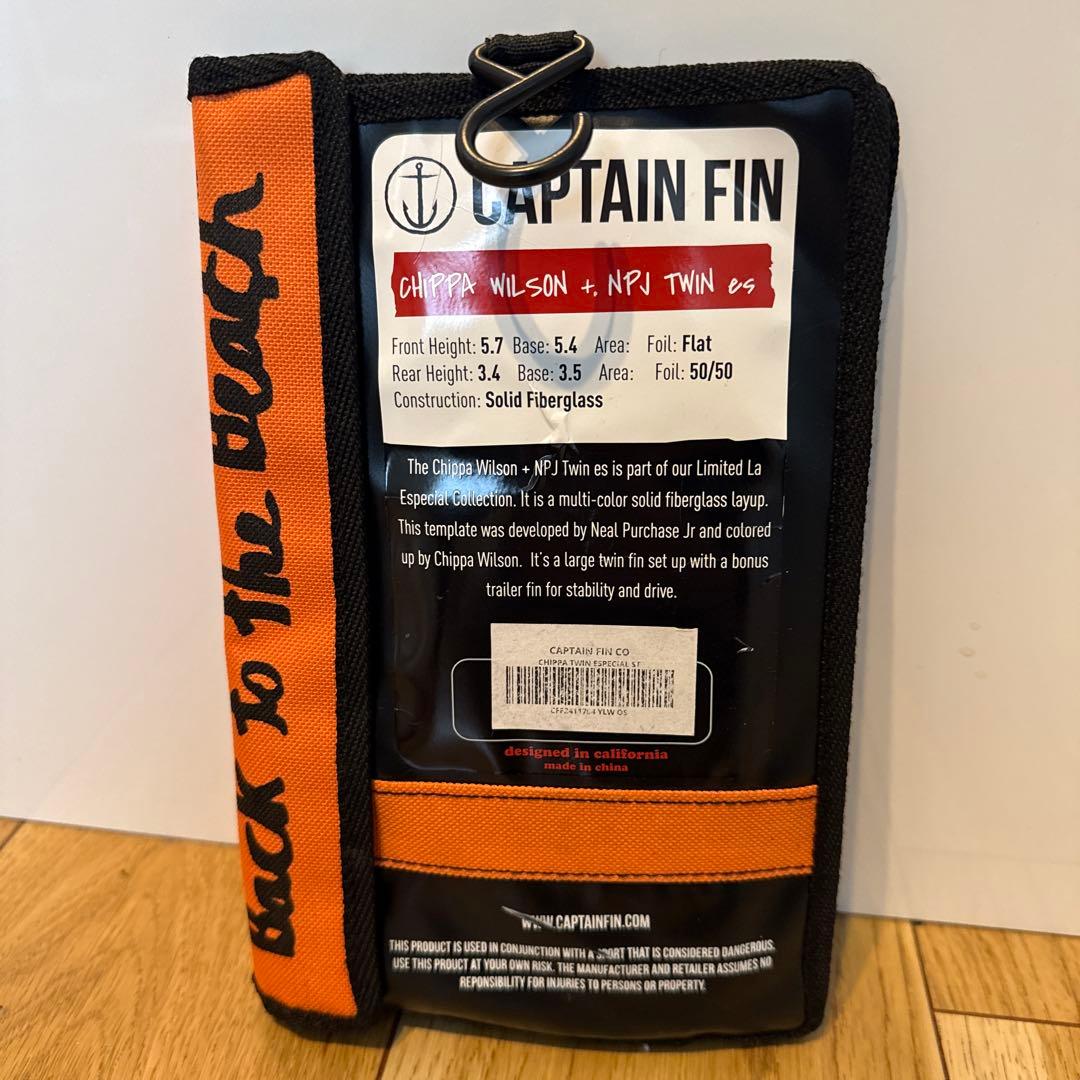 Back To The Beach
CAPTAIN FIN
CHIPPA WILSON +. NPJ TWIN es
Front Height: 5.7 Base: 5.4 Area: Foil: Flat
Rear Height: 3.4 Base: 3.5 Area: Foil: 50/50
Construction: Solid Fiberglass
The Chippa Wilson + NPJ Twin es is part of our Limited La
Especial Collection. It is a multi-color solid fiberglass layup.
This template was developed by Neal Purchase Jr and colored
up by Chippa Wilson. It's a large twin fin set up with a bonus
trailer fin for stability and drive.
CAPTAIN FIN CO
CHIPPA TWIN ESPECIAL
YLW OS
designed in california
made in china
WWW.CAPTAINFIN.COM
THIS PRODUCT IS USED IN CONJUNCTION WITH A SPORT THAT IS CONSIDERED DANGEROUS.
USE THIS PROUCT AT YOUR OWN RISK. THE MANUFACTURER AND RETAILER ASSUMES NO
REPONSIBILITY FOR INJURIES TO PERSONS OR PROPERTY.